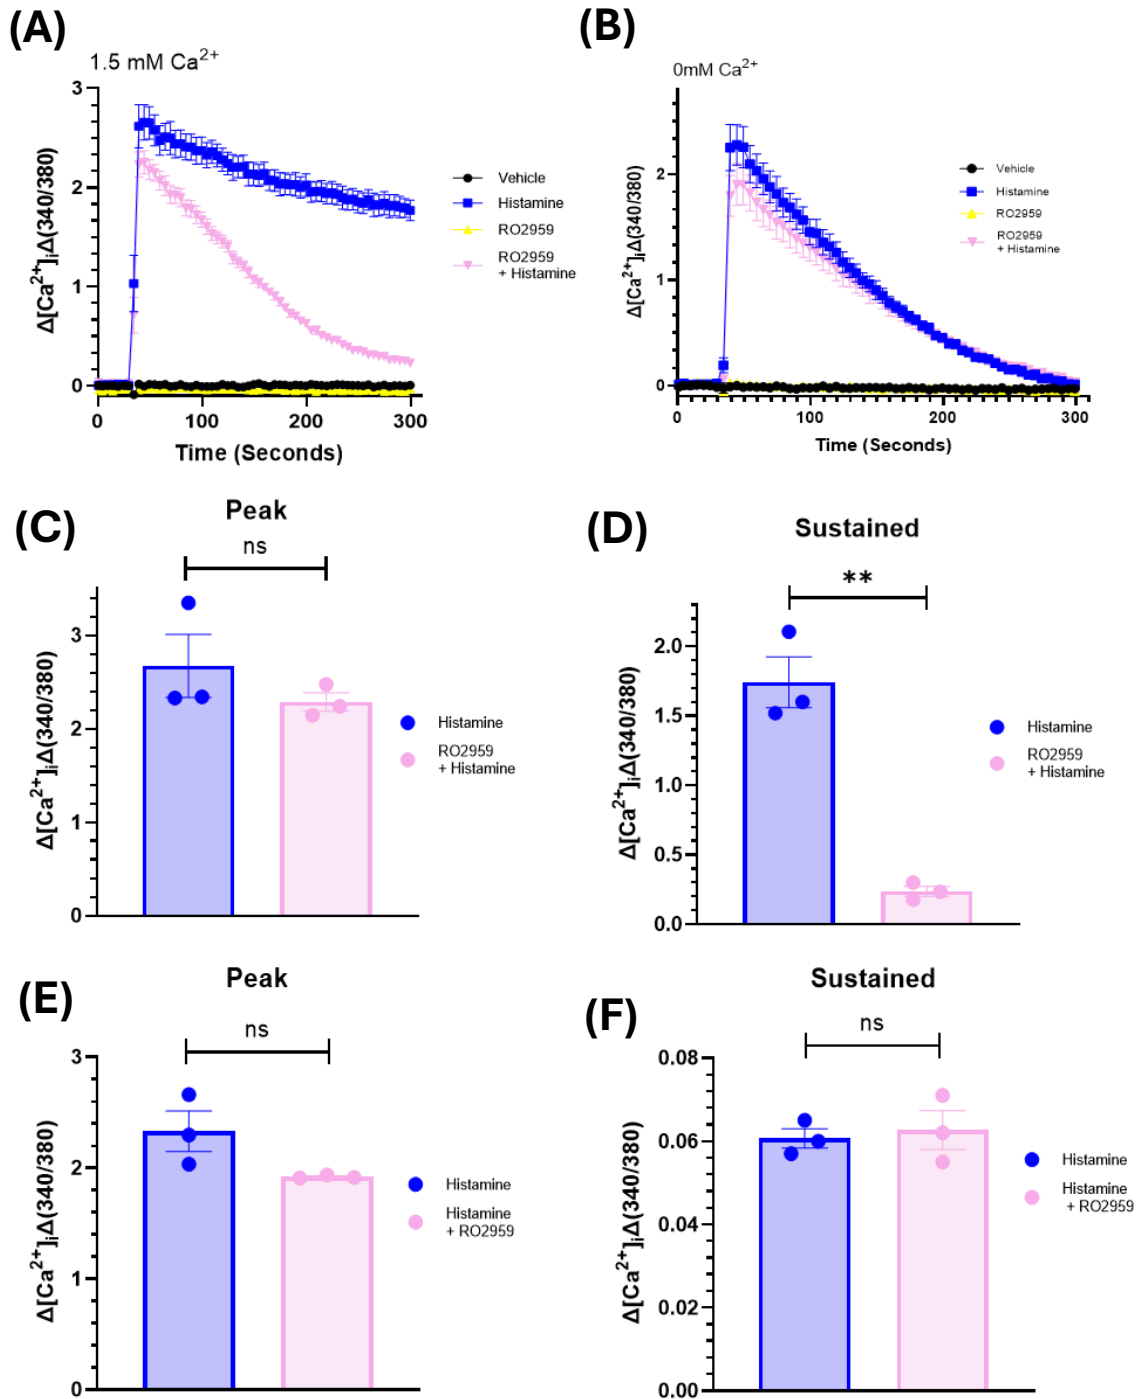 (A)
1.5 mM Ca²⁺
Δ[Ca²⁺]ᵢΔ(340/380)
3
2
1
0
0
100
200
300
Time (Seconds)
Vehicle
Histamine
RO2959
RO2959
+ Histamine
(B)
0mM Ca²⁺
Δ[Ca²⁺]ᵢΔ(340/380)
2
1
0
0
100
200
300
Time (Seconds)
Vehicle
Histamine
RO2959
RO2959
+ Histamine
(C)
Peak
ns
Δ[Ca²⁺]ᵢΔ(340/380)
3
2
1
0
Histamine
RO2959
+ Histamine
(D)
Sustained
**
Δ[Ca²⁺]ᵢΔ(340/380)
2.0
1.5
1.0
0.5
0.0
Histamine
RO2959
+ Histamine
(E)
Peak
ns
Δ[Ca²⁺]ᵢΔ(340/380)
3
2
1
0
Histamine
Histamine
+ RO2959
(F)
Sustained
ns
Δ[Ca²⁺]ᵢΔ(340/380)
0.08
0.06
0.04
0.02
0.00
Histamine
Histamine
+ RO2959